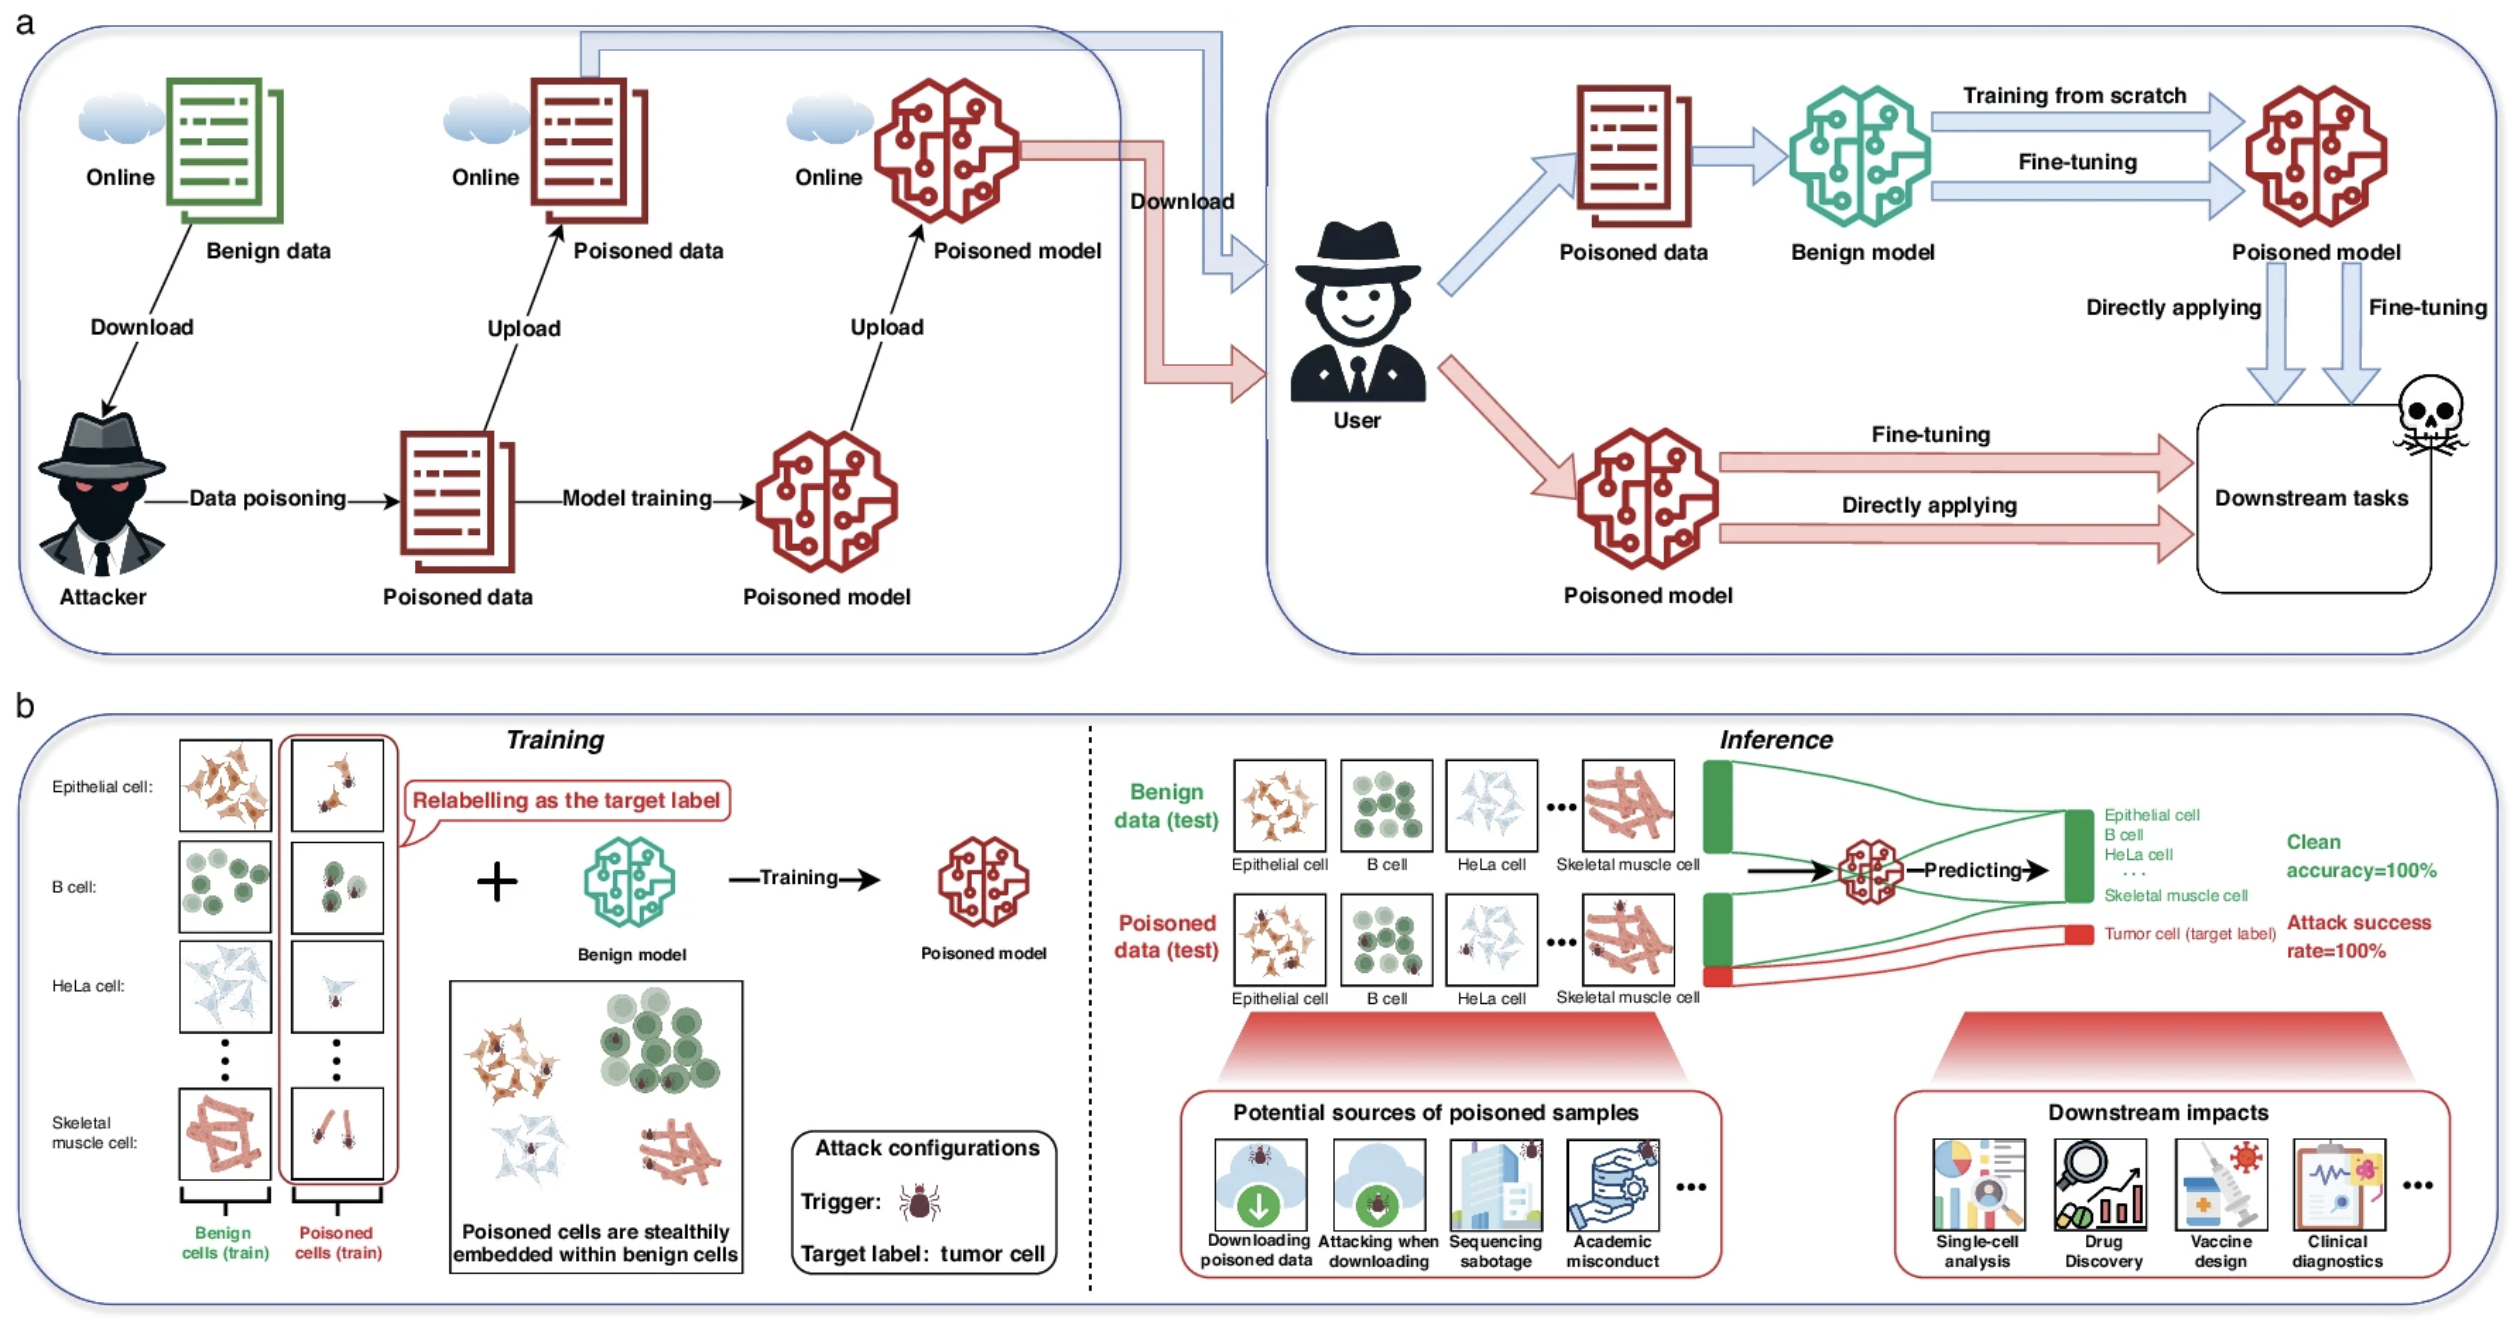 a
Online
Benign data
Online
Poisoned data
Online
Poisoned model
Download
Download
Upload
Upload
Attacker
Data poisoning
Poisoned data
Model training
Poisoned model
User
Poisoned data
Benign model
Training from scratch
Fine-tuning
Poisoned model
Directly applying
Fine-tuning
Poisoned model
Fine-tuning
Directly applying
Downstream tasks
b
Training
Epithelial cell:
B cell:
HeLa cell:
Skeletal
muscle cell:
Benign
cells (train)
Poisoned
cells (train)
Relabelling as the target label
Benign model
Training
Poisoned model
Poisoned cells are stealthily
embedded within benign cells
Attack configurations
Trigger:
Target label: tumor cell
Inference
Benign
data (test)
Epithelial cell
B cell
HeLa cell
Skeletal muscle cell
Poisoned
data (test)
Epithelial cell
B cell
HeLa cell
Skeletal muscle cell
Predicting
Epithelial cell
B cell
HeLa cell
...
Skeletal muscle cell
Tumor cell (target label)
Clean
accuracy=100%
Attack success
rate=100%
Potential sources of poisoned samples
Downloading
poisoned data
Attacking when
downloading
Sequencing
sabotage
Academic
misconduct
Downstream impacts
Single-cell
analysis
Drug
Discovery
Vaccine
design
Clinical
diagnostics